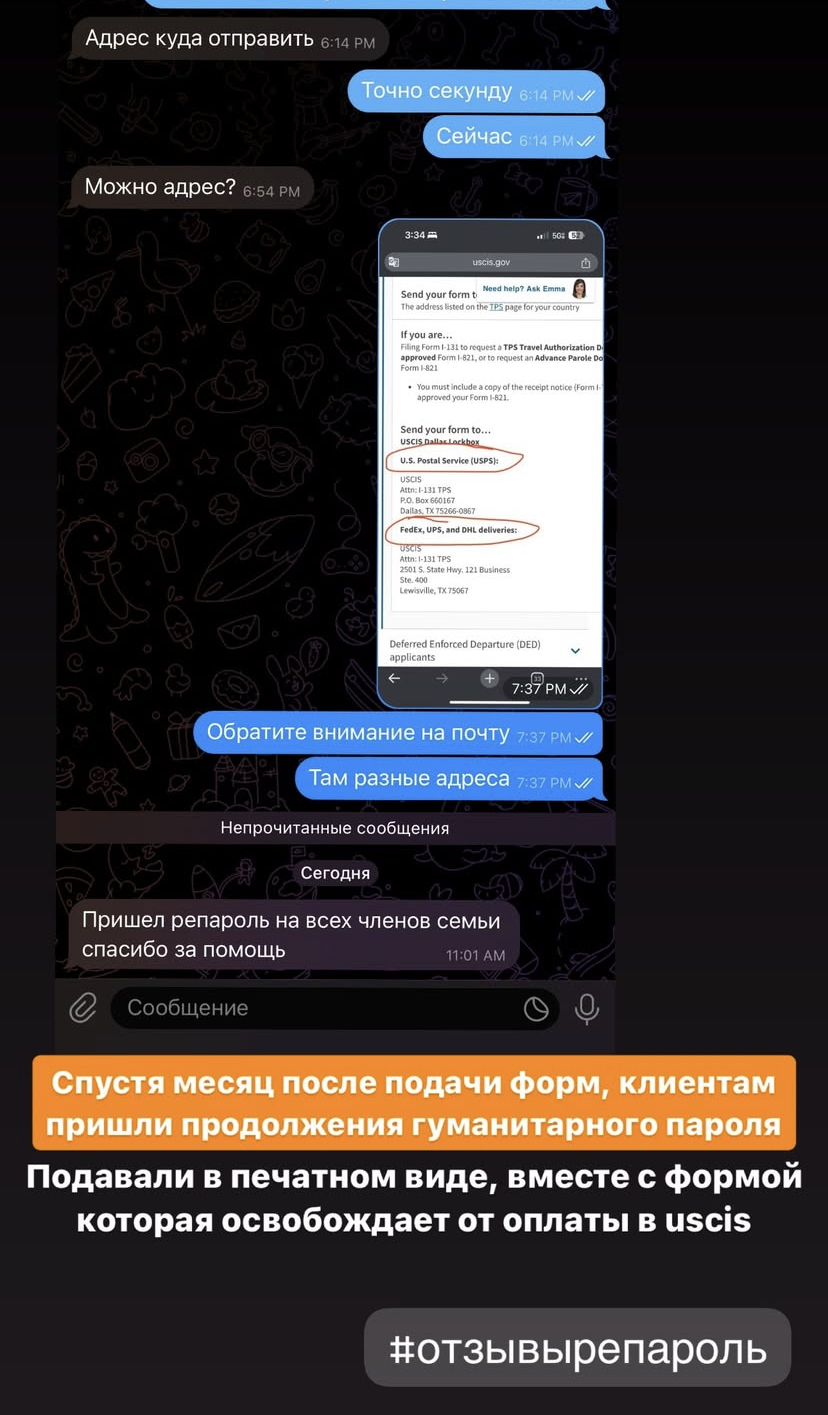 Адрес куда отправить 6:14 PM
Точно секунду 6:14 PM
Сейчас 6:14 PM
Можно адрес? 6:54 PM
3:34 5G 62
uscis.gov
Need help? Ask Emma
Send your form t
The address listed on the TPS page for your country
If you are...
Filing Form I-131 to request a TPS Travel Authorization D
approved Form I-821, or to request an Advance Parole Do
Form I-821
• You must include a copy of the receipt notice (Form I-
approved your Form I-821.
Send your form to...
USCIS Dallas Lockbox
U.S. Postal Service (USPS):
USCIS
Attn: I-131 TPS
P.O. Box 660167
Dallas, TX 75266-0867
FedEx, UPS, and DHL deliveries:
USCIS
Attn: I-131 TPS
2501 S. State Hwy. 121 Business
Ste. 400
Lewisville, TX 75067
Deferred Enforced Departure (DED)
applicants
33
7:37 PM
Обратите внимание на почту 7:37 PM
Там разные адреса 7:37 PM
Непрочитанные сообщения
Сегодня
Пришел репароль на всех членов семьи
спасибо за помощь 11:01 AM
Сообщение
Спустя месяц после подачи форм, клиентам
пришли продолжения гуманитарного пароля
Подавали в печатном виде, вместе с формой
которая освобождает от оплаты в uscis
#отзывырепароль